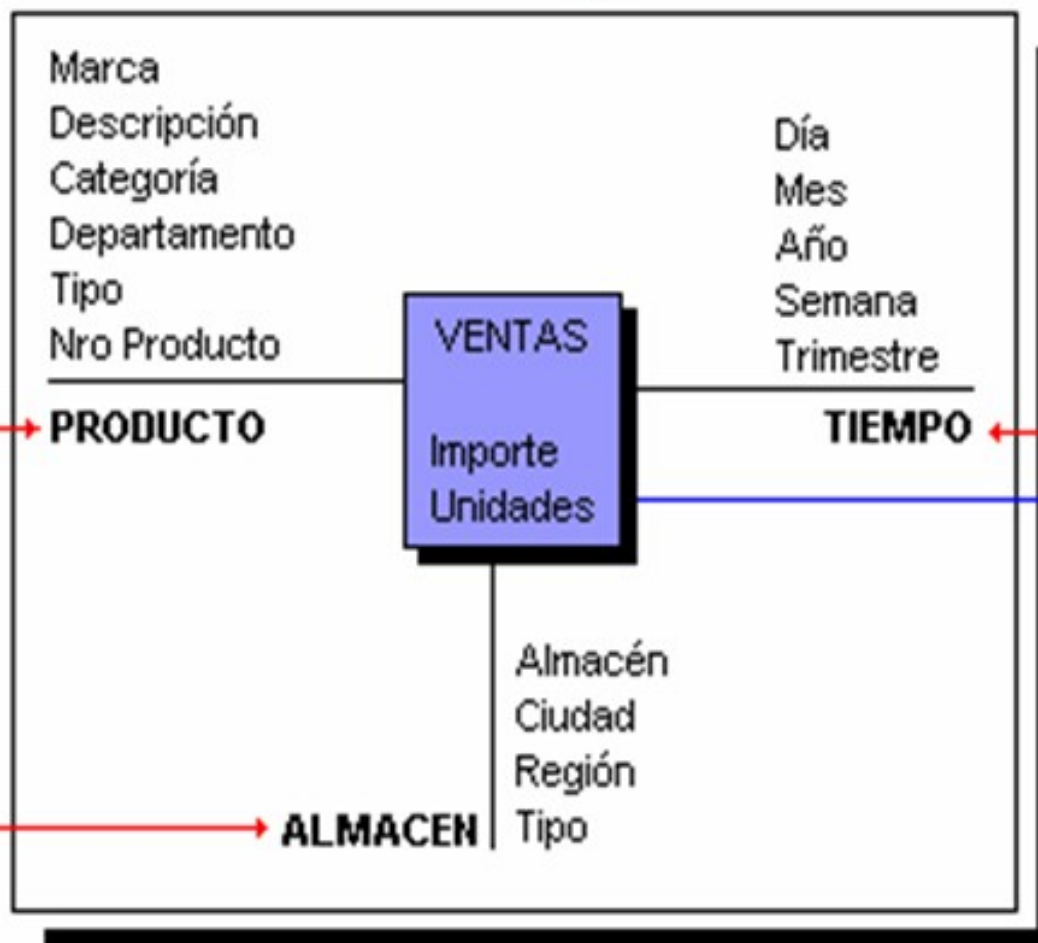 Marca
Descripción
Categoría
Departamento
Tipo
Nro Producto
PRODUCTO
VENTAS
Importe
Unidades
Día
Mes
Año
Semana
Trimestre
TIEMPO
Almacén
Ciudad
Región
Tipo
ALMACEN